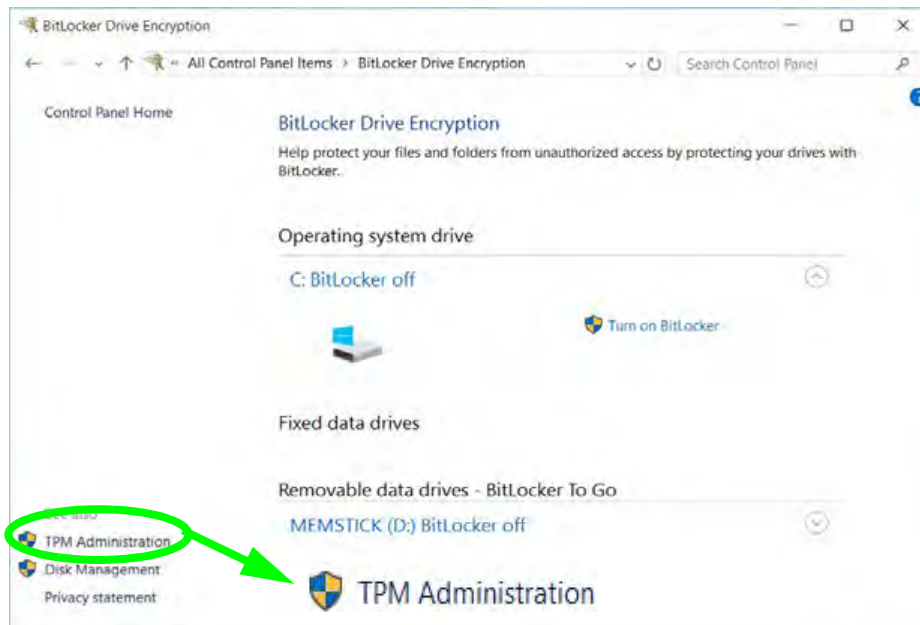 BitLocker Drive Encryption
All Control Panel Items > BitLocker Drive Encryption
Search Control Panel
Control Panel Home
BitLocker Drive Encryption
Help protect your files and folders from unauthorized access by protecting your drives with
BitLocker.
Operating system drive
C: BitLocker off
Turn on BitLocker
Fixed data drives
Removable data drives - BitLocker To Go
MEMSTICK (D:) BitLocker off
See also
TPM Administration
Disk Management
Privacy statement
TPM Administration